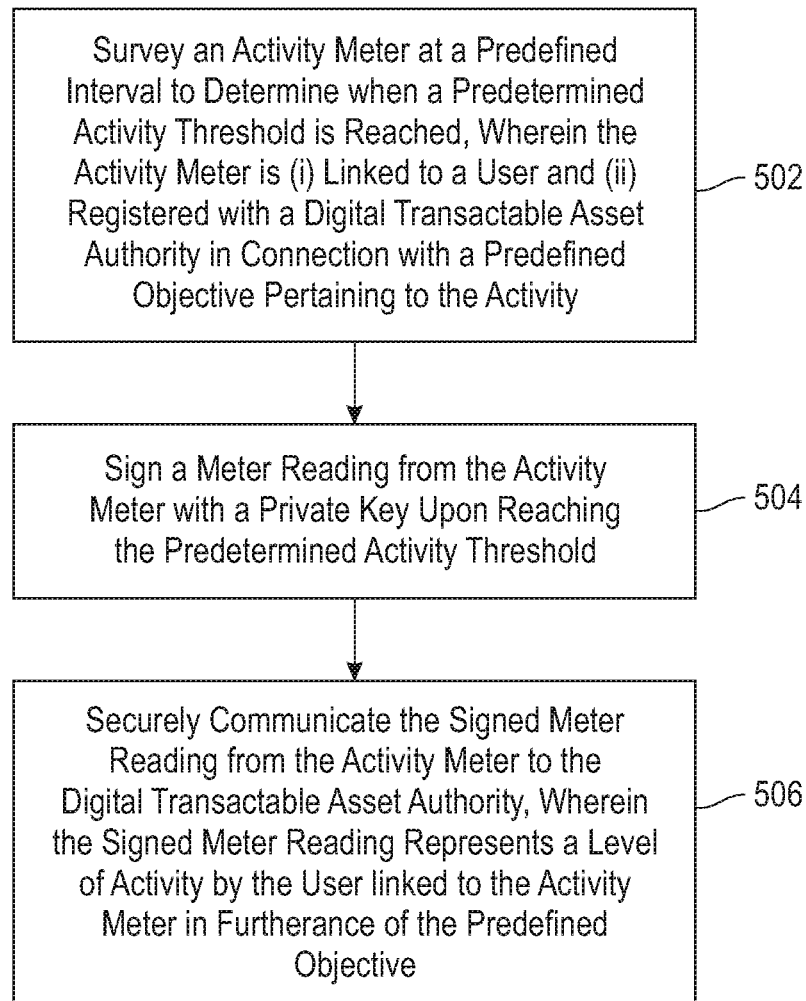 Survey an Activity Meter at a Predefined
Interval to Determine when a Predetermined
Activity Threshold is Reached, Wherein the
Activity Meter is (i) Linked to a User and (ii)
Registered with a Digital Transactable Asset
Authority in Connection with a Predefined
Objective Pertaining to the Activity
502
Sign a Meter Reading from the Activity
Meter with a Private Key Upon Reaching
the Predetermined Activity Threshold
504
Securely Communicate the Signed Meter
Reading from the Activity Meter to the
Digital Transactable Asset Authority, Wherein
the Signed Meter Reading Represents a Level
of Activity by the User linked to the Activity
Meter in Furtherance of the Predefined
Objective
506